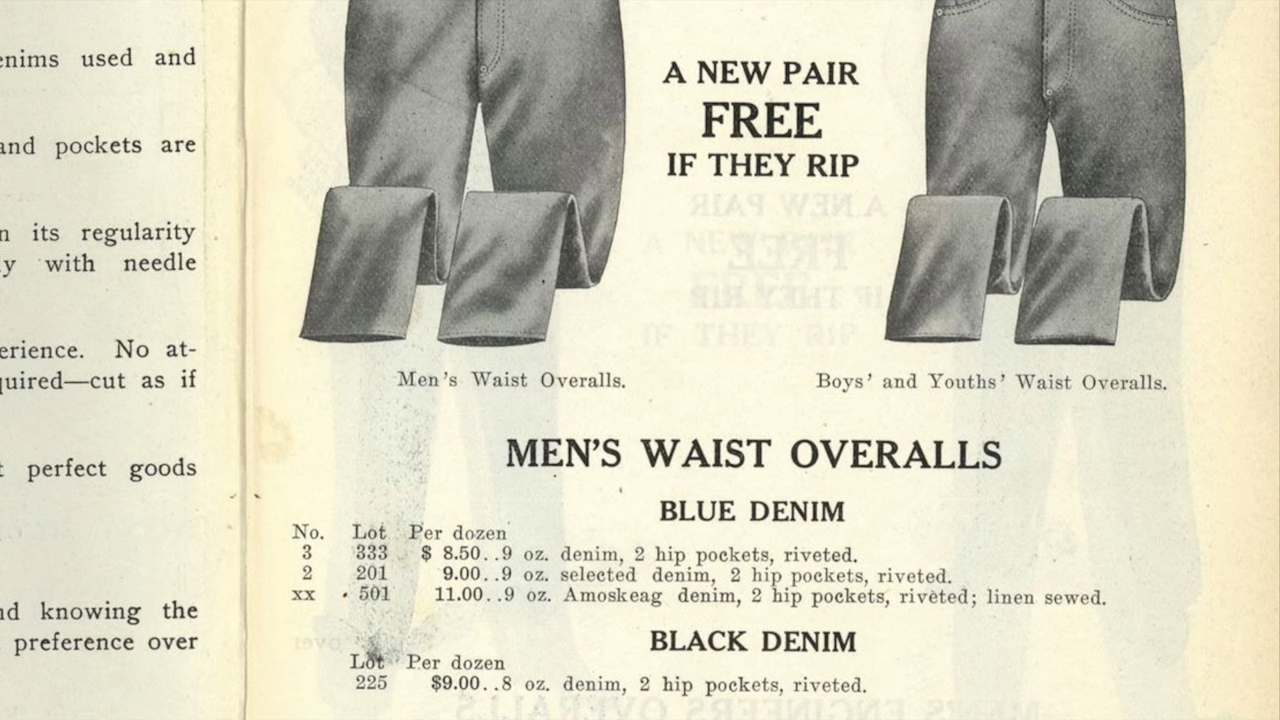 enims used and
and pockets are
n its regularity
y with needle
erience. No at-
quired—cut as if
t perfect goods
nd knowing the
preference over
A NEW PAIR
FREE
IF THEY RIP
Men's Waist Overalls.
Boys' and Youths' Waist Overalls.
MEN'S WAIST OVERALLS
BLUE DENIM
No. Lot Per dozen
3 333 $ 8.50..9 oz. denim, 2 hip pockets, riveted.
2 201 9.00..9 oz. selected denim, 2 hip pockets, riveted.
xx 501 11.00..9 oz. Amoskeag denim, 2 hip pockets, riveted; linen sewed.
BLACK DENIM
Lot Per dozen
225 $9.00..8 oz. denim, 2 hip pockets, riveted.